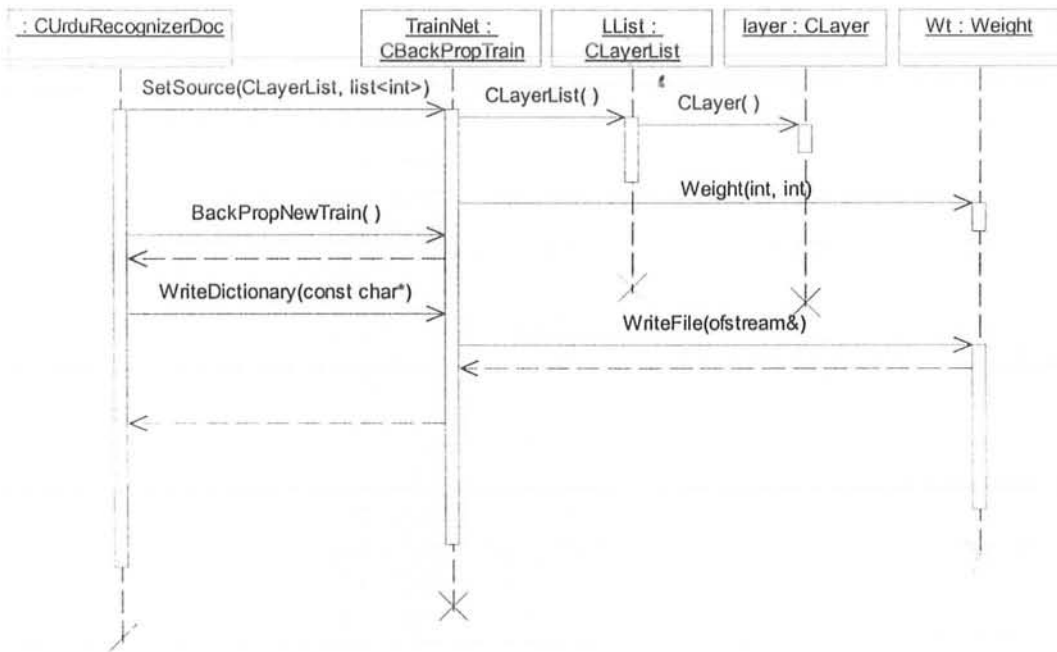 : CUrduRecognizerDoc
TrainNet :
CBackPropTrain
LList :
CLayerList
layer : CLayer
Wt : Weight
SetSource(CLayerList, list<int>)
CLayerList( )
CLayer( )
Weight(int, int)
BackPropNewTrain( )
WriteDictionary(const char*)
WriteFile(ofstream&)